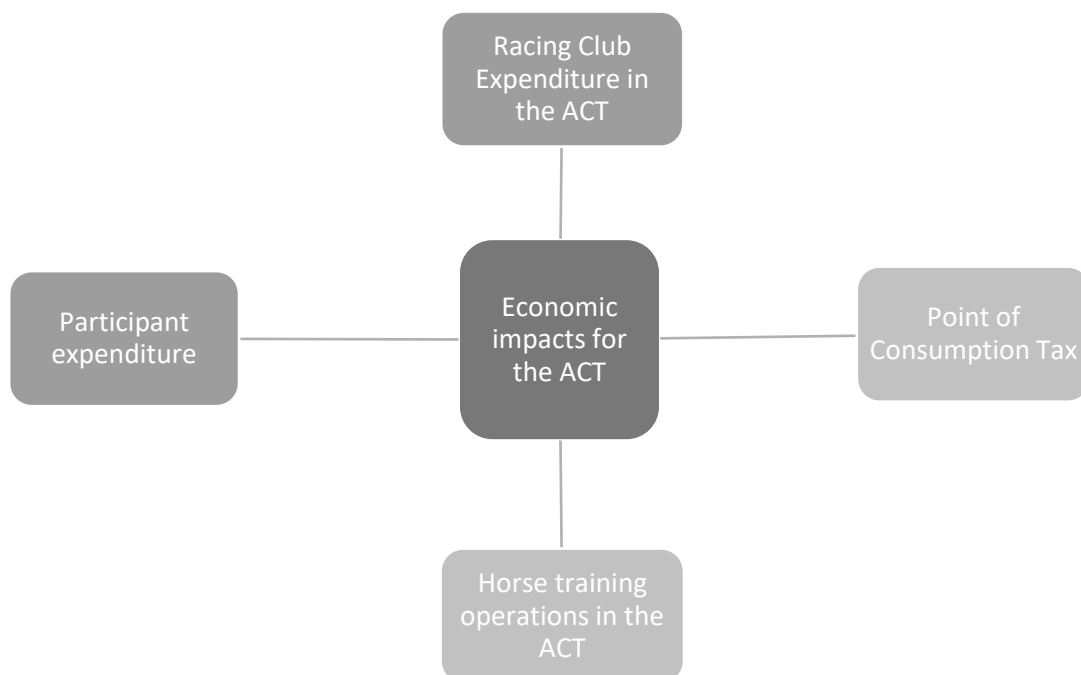 Racing Club
Expenditure in
the ACT
Participant
expenditure
Economic
impacts for
the ACT
Point of
Consumption Tax
Horse training
operations in the
ACT